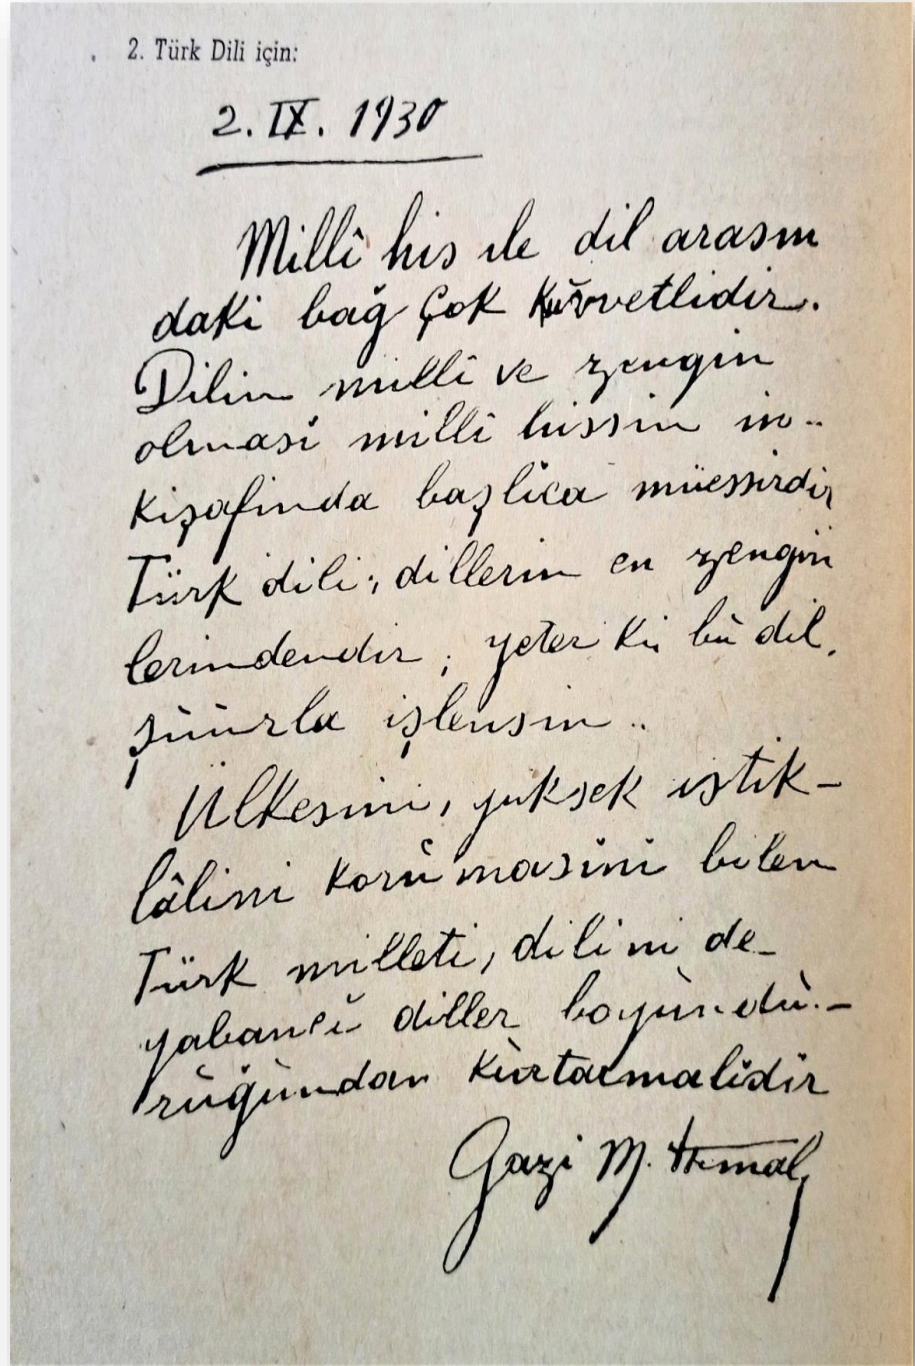 2. Türk Dili için:
2. IX. 1930
Millî his ile dil arasın
daki bağ çok kuvvetlidir.
Dilin millî ve zengin
olması millî hissin in-
kişafında başlıca müessirdir
Türk dili, dillerin en zengin
lerindendir; yeter ki bu dil,
şuurla işlensin..
Ülkesini, yüksek istik-
lâlini korumasını bilen
Türk milleti, dilini de-
yabancı diller boyundu-
ruğundan kurtarmalıdır
Gazi M. Kemal